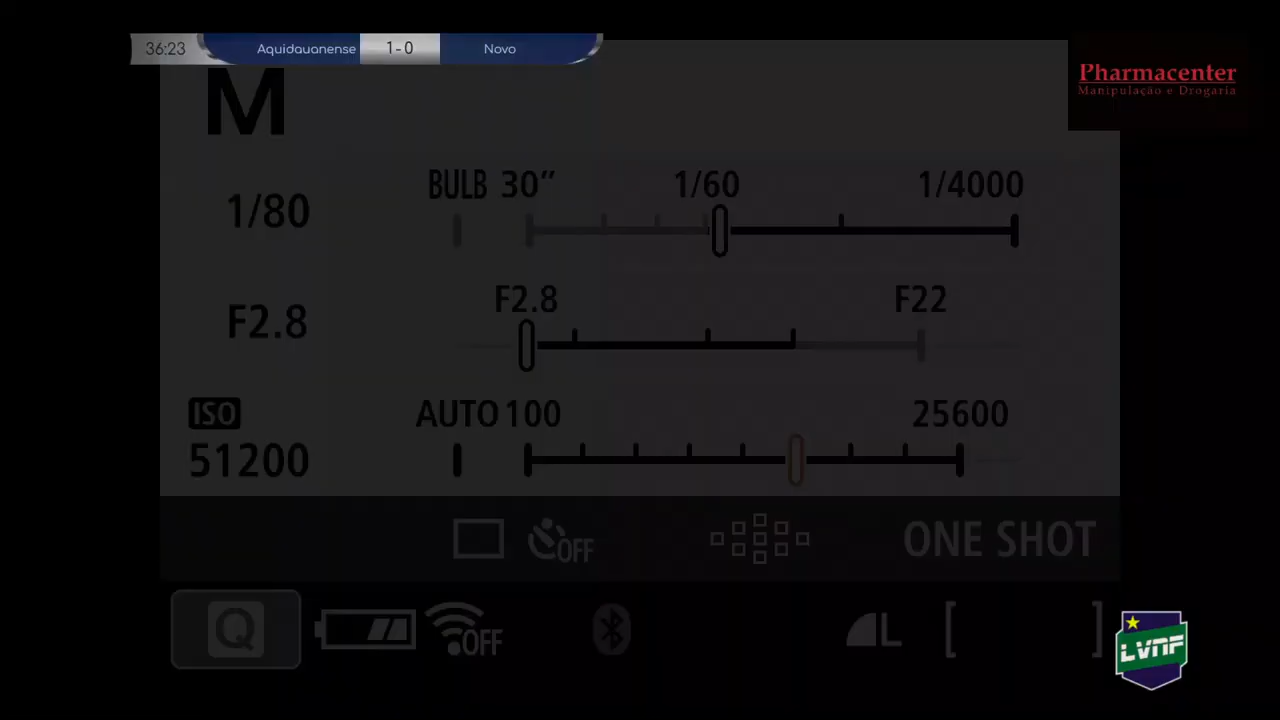 36:23 Aquidauanense 1-0 Novo
Pharmacenter
Manipulação e Drogaria
M
BULB 30" 1/60 1/4000
1/80
F2.8 F22
F2.8
ISO AUTO 100 25600
51200
OFF ONE SHOT
Q OFF L [ ]
LVNF